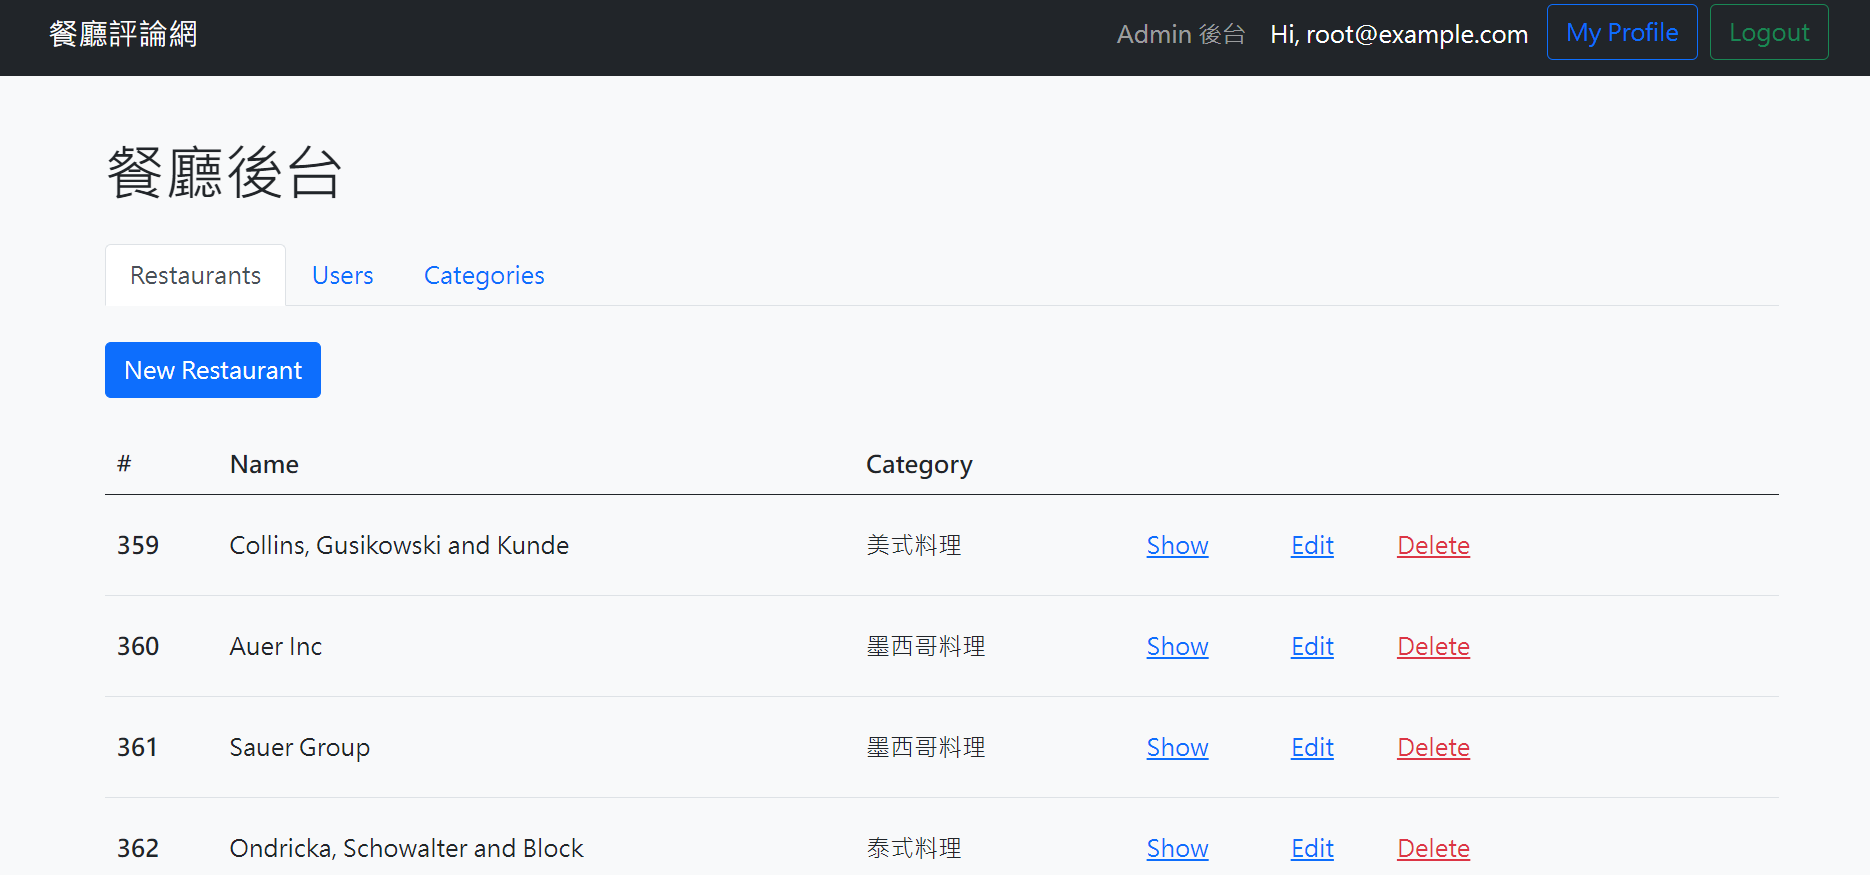 餐廳評論網 Admin 後台 Hi, root@example.com My Profile Logout
餐廳後台
Restaurants Users Categories
New Restaurant
# Name Category
359 Collins, Gusikowski and Kunde 美式料理 Show Edit Delete
360 Auer Inc 墨西哥料理 Show Edit Delete
361 Sauer Group 墨西哥料理 Show Edit Delete
362 Ondricka, Schowalter and Block 泰式料理 Show Edit Delete